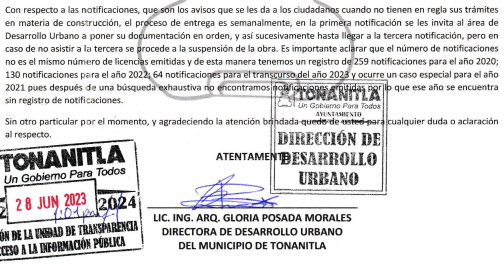 Con respecto a las notificaciones, que son los avisos que se les da a los ciudadanos cuando no tienen en regla sus trámites
en materia de construcción, el proceso de entrega es semanalmente, en la primera notificación se les invita al área de
Desarrollo Urbano a poner su documentación en orden, y así sucesivamente hasta llegar a la tercera notificación, pero en
caso de no asistir a la tercera se procede a la suspensión de la obra. Es importante aclarar que el número de notificaciones
no es el mismo número de licencias emitidas y de esta manera tenemos un registro de 259 notificaciones para el año 2020;
130 notificaciones para el año 2022; 64 notificaciones para el transcurso del año 2023 y ocurre un caso especial para el año
2021 pues después de una búsqueda exhaustiva no encontramos notificaciones emitidas por lo que ese año se encuentra
sin registro de notificaciones.
TONANITLA
Un Gobierno Para Todos
AYUNTAMIENTO
Sin otro particular por el momento, y agradeciendo la atención brindada quedo de usted para cualquier duda o aclaración
al respecto.
DIRECCIÓN DE
DESARROLLO
URBANO
ATENTAMENTE
TONANITLA
Un Gobierno Para Todos
28 JUN 2023
2024
ÓN DE LA UNIDAD DE TRANSPARENCIA
CCESO A LA INFORMACIÓN PÚBLICA
LIC. ING. ARQ. GLORIA POSADA MORALES
DIRECTORA DE DESARROLLO URBANO
DEL MUNICIPIO DE TONANITLA